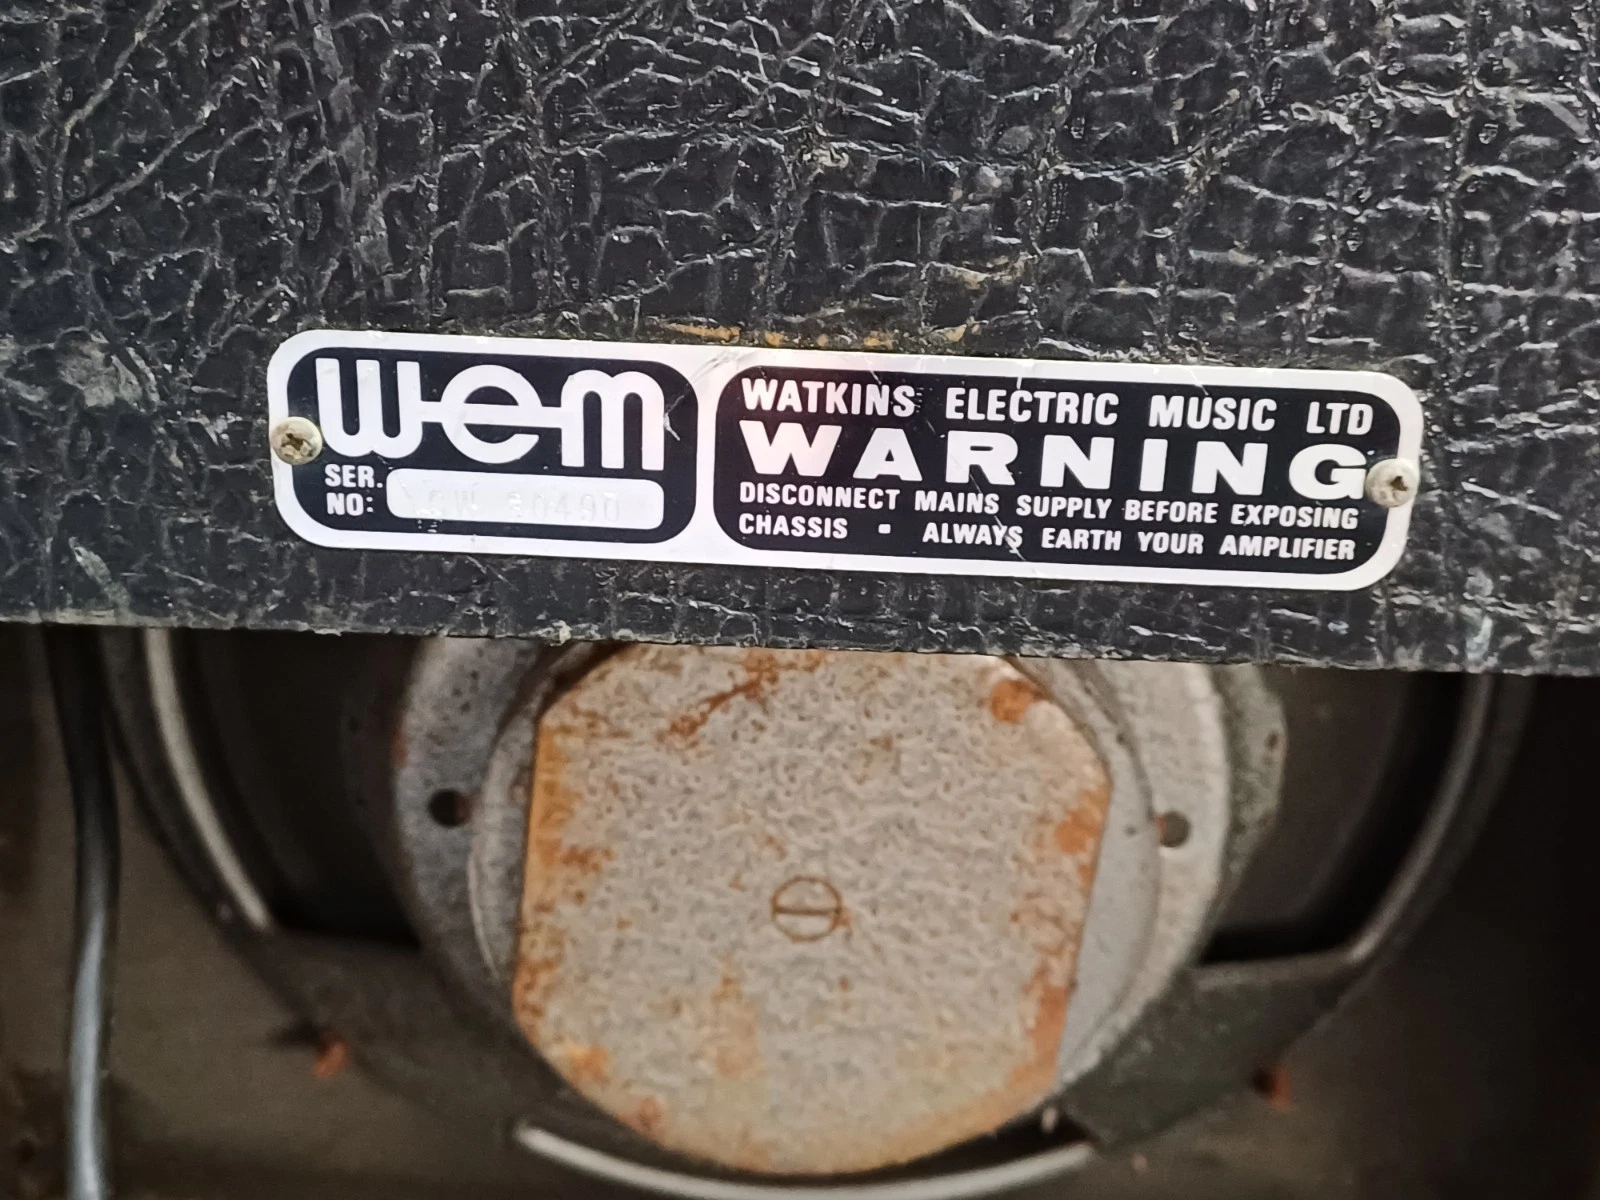 wem
SER.
NO:
WATKINS ELECTRIC MUSIC LTD
WARNING
DISCONNECT MAINS SUPPLY BEFORE EXPOSING
CHASSIS - ALWAYS EARTH YOUR AMPLIFIER